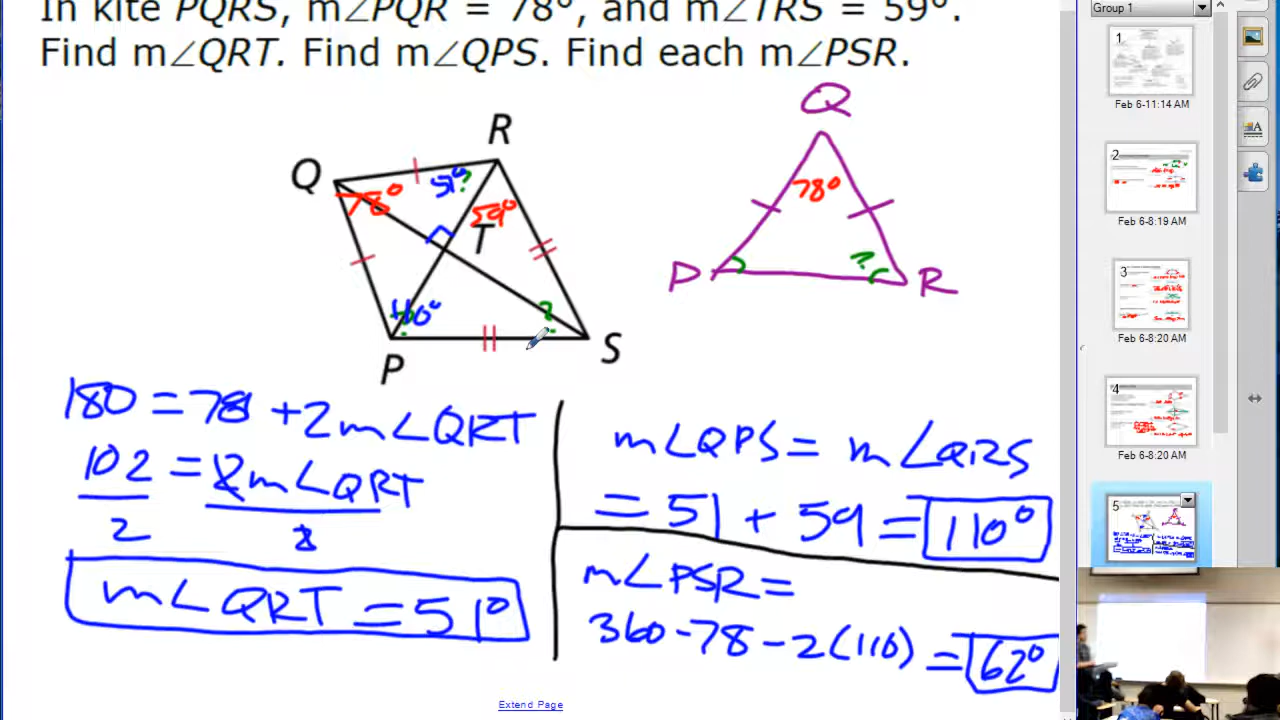 In kite PQRS, m∠PQR = 78°, and m∠TRS = 59°.
Find m∠QRT. Find m∠QPS. Find each m∠PSR.
Q
R
T
P
S
78°
51°?
59°
?
Q
78°
P
R
?
180 = 78 + 2m∠QRT
102 = 2m∠QRT
2 2
m∠QRT = 51°
m∠QPS = m∠QRS
= 51 + 59 = 110°
m∠PSR =
360 - 78 - 2(110) = 62°
Extend Page
Group 1
1
Feb 6-11:14 AM
2
Feb 6-8:19 AM
3
Feb 6-8:20 AM
4
Feb 6-8:20 AM
5